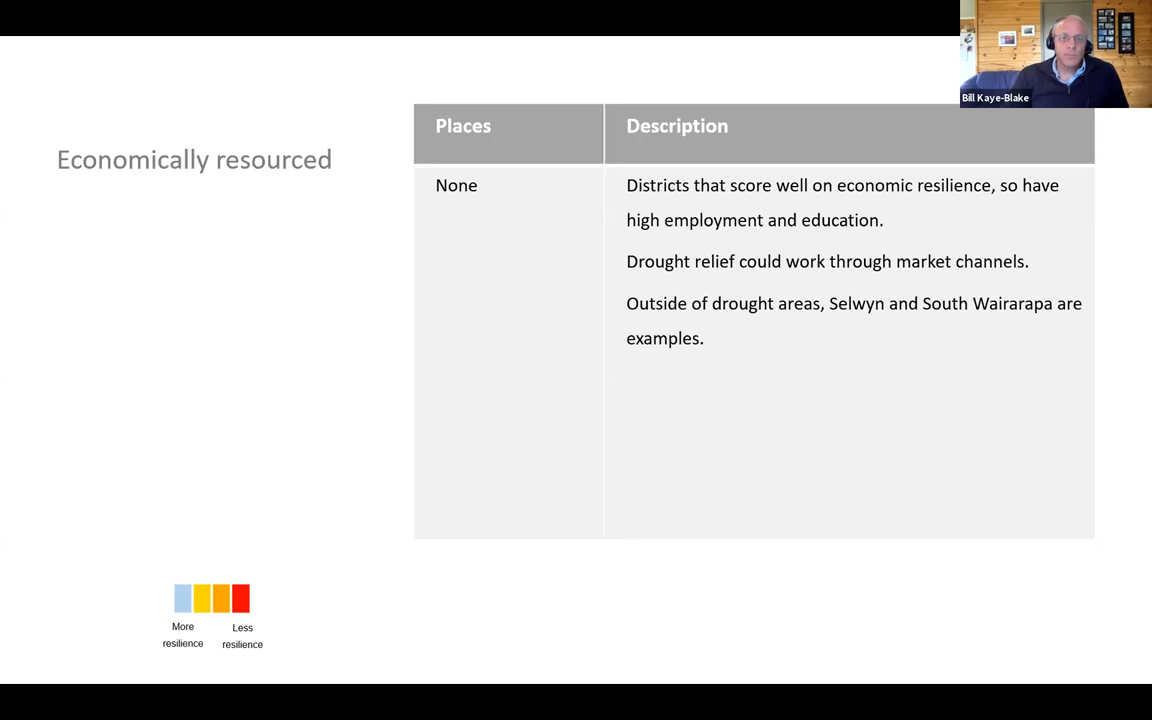 Bill Kaye-Blake
Economically resourced
Places
Description
None
Districts that score well on economic resilience, so have
high employment and education.
Drought relief could work through market channels.
Outside of drought areas, Selwyn and South Wairarapa are
examples.
More
resilience
Less
resilience